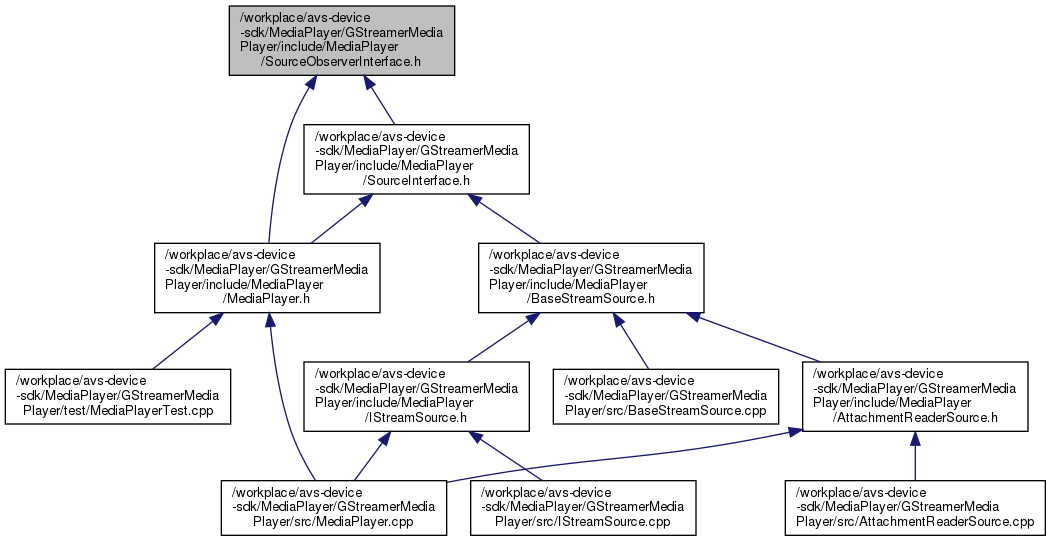 /workplace/avs-device
-sdk/MediaPlayer/GStreamerMedia
Player/include/MediaPlayer
/SourceObserverInterface.h
/workplace/avs-device
-sdk/MediaPlayer/GStreamerMedia
Player/include/MediaPlayer
/SourceInterface.h
/workplace/avs-device
-sdk/MediaPlayer/GStreamerMedia
Player/include/MediaPlayer
/MediaPlayer.h
/workplace/avs-device
-sdk/MediaPlayer/GStreamerMedia
Player/include/MediaPlayer
/BaseStreamSource.h
/workplace/avs-device
-sdk/MediaPlayer/GStreamerMedia
Player/test/MediaPlayerTest.cpp
/workplace/avs-device
-sdk/MediaPlayer/GStreamerMedia
Player/include/MediaPlayer
/IStreamSource.h
/workplace/avs-device
-sdk/MediaPlayer/GStreamerMedia
Player/src/BaseStreamSource.cpp
/workplace/avs-device
-sdk/MediaPlayer/GStreamerMedia
Player/include/MediaPlayer
/AttachmentReaderSource.h
/workplace/avs-device
-sdk/MediaPlayer/GStreamerMedia
Player/src/MediaPlayer.cpp
/workplace/avs-device
-sdk/MediaPlayer/GStreamerMedia
Player/src/IStreamSource.cpp
/workplace/avs-device
-sdk/MediaPlayer/GStreamerMedia
Player/src/AttachmentReaderSource.cpp